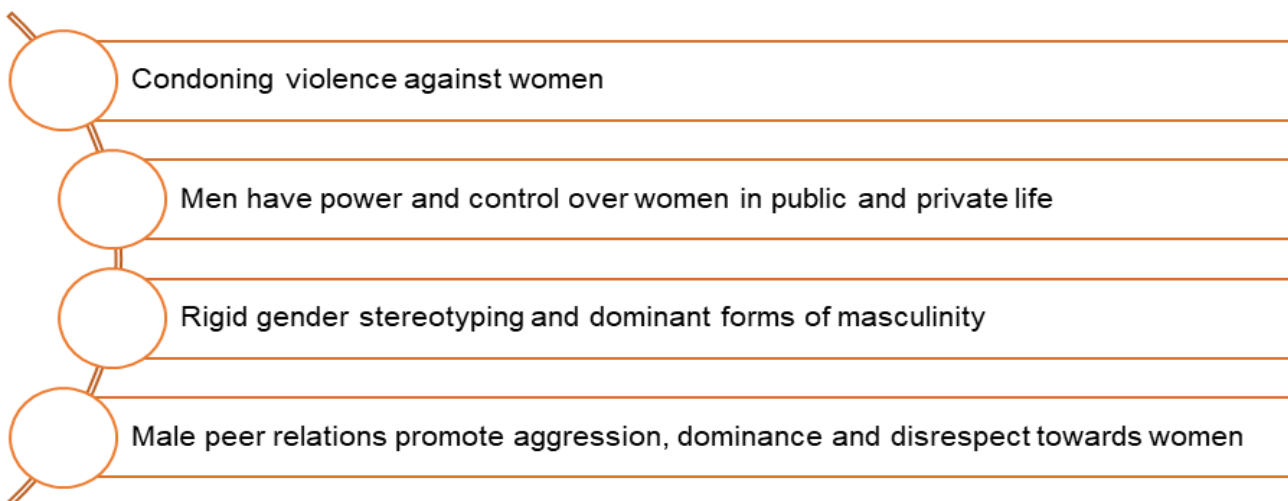 Condoning violence against women
Men have power and control over women in public and private life
Rigid gender stereotyping and dominant forms of masculinity
Male peer relations promote aggression, dominance and disrespect towards women